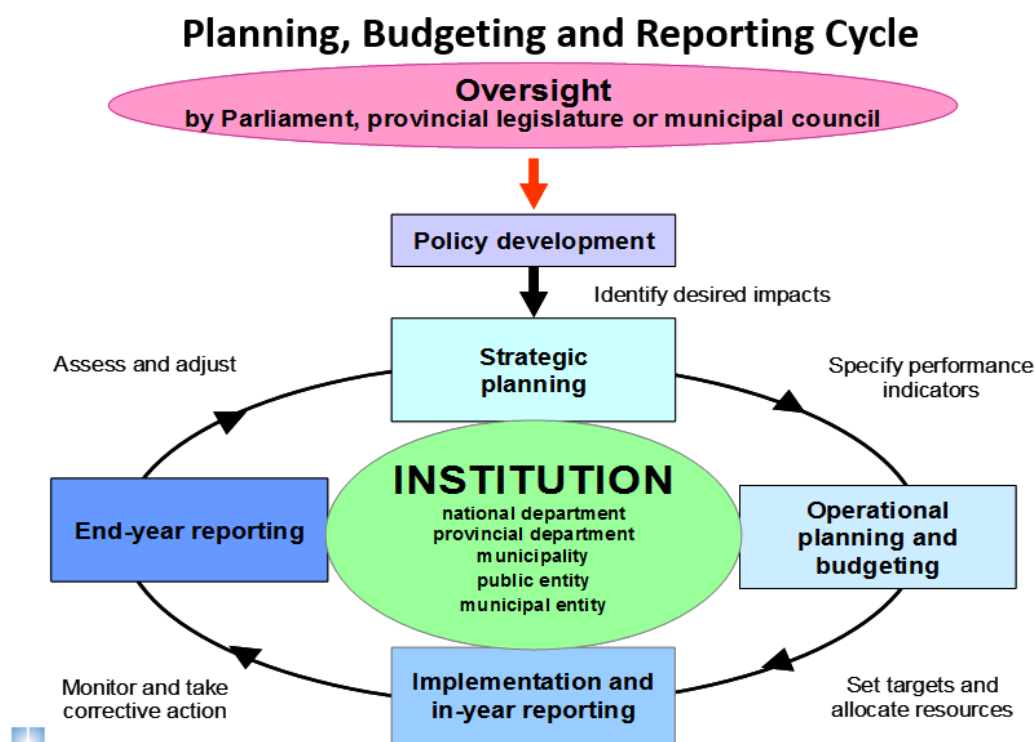 Planning, Budgeting and Reporting Cycle
Oversight
by Parliament, provincial legislature or municipal council
Policy development
Identify desired impacts
Strategic
planning
Assess and adjust
Specify performance
indicators
INSTITUTION
national department
provincial department
municipality
public entity
municipal entity
End-year reporting
Operational
planning and
budgeting
Implementation and
in-year reporting
Monitor and take
corrective action
Set targets and
allocate resources